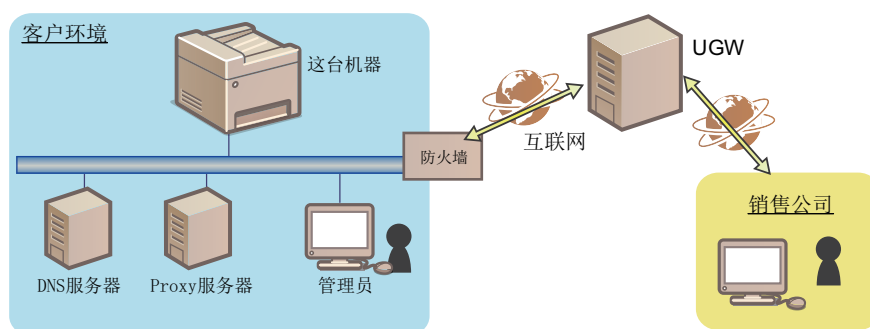 客户环境
这台机器
UGW
互联网
防火墙
销售公司
DNS服务器
Proxy服务器
管理员